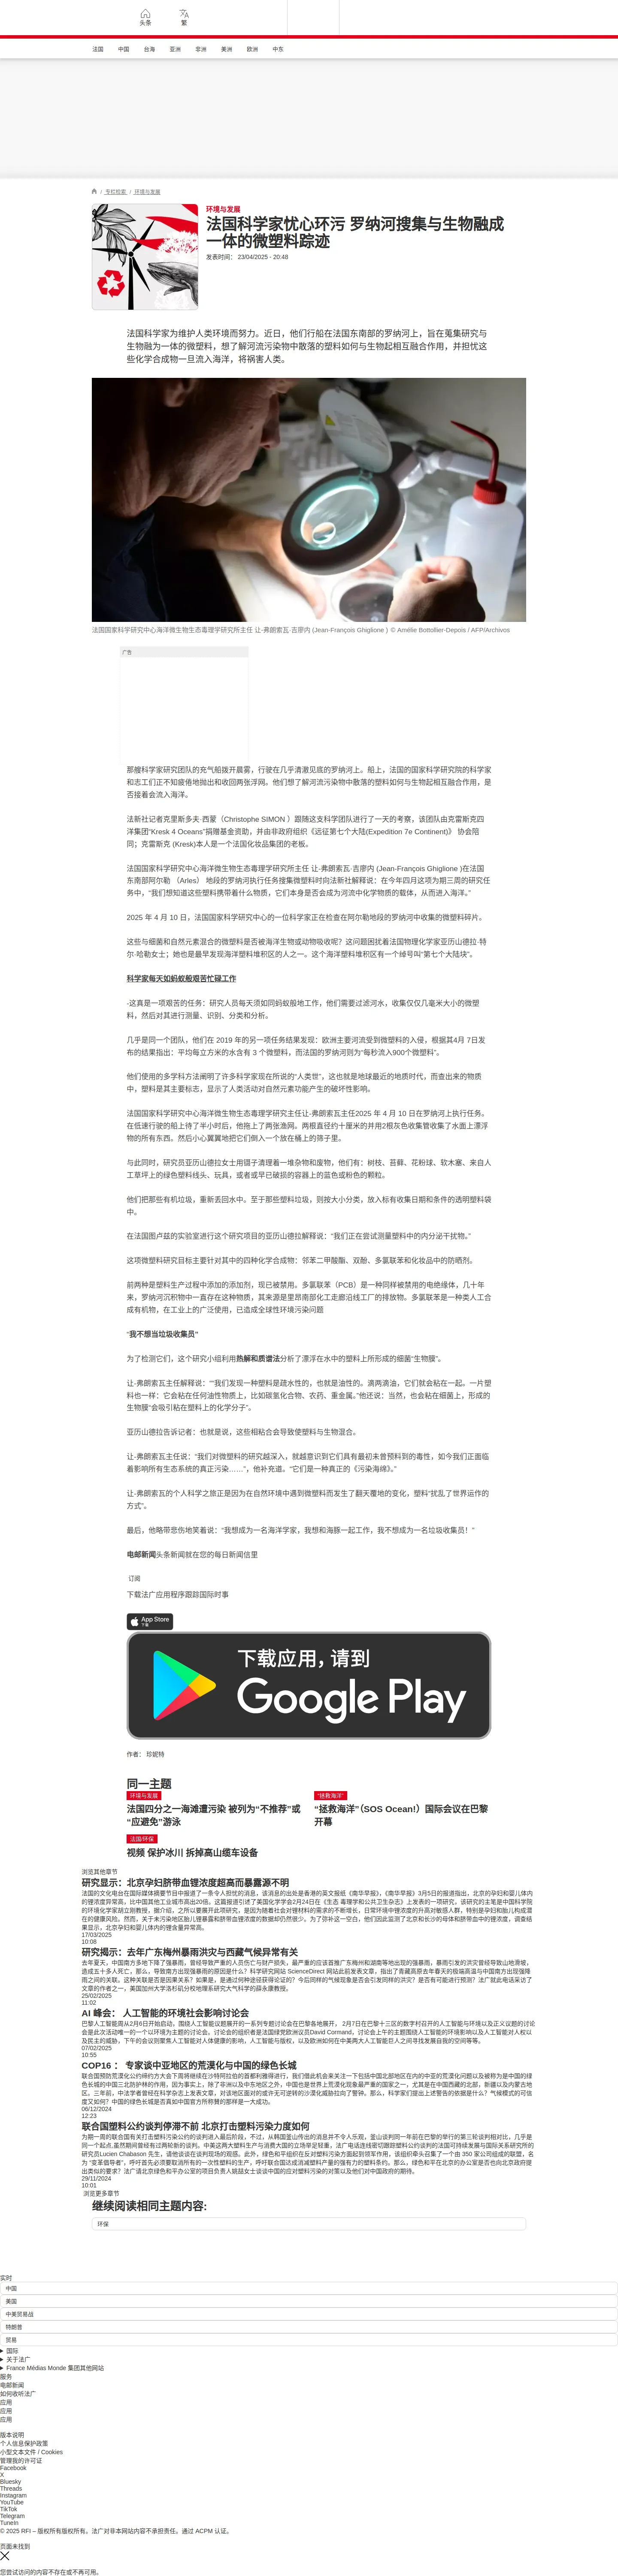 头条
繁
法国
中国
台海
亚洲
非洲
美洲
欧洲
中东
/ 专栏检索 / 环境与发展
环境与发展
法国科学家忧心环污 罗纳河搜集与生物融成
一体的微塑料踪迹
发表时间： 23/04/2025 - 20:48
法国科学家为维护人类环境而努力。近日，他们行船在法国东南部的罗纳河上，旨在蒐集研究与
生物融为一体的微塑料，想了解河流污染物中散落的塑料如何与生物起相互融合作用，并担忧这
些化学合成物一旦流入海洋，将祸害人类。
法国国家科学研究中心海洋微生物生态毒理学研究所主任 让-弗朗索瓦·吉廖内 (Jean-François Ghiglione ) © Amélie Bottollier-Depois / AFP/Archivos
广告
那艘科学家研究团队的充气船拨开晨雾，行驶在几乎清澈见底的罗纳河上。船上，法国的国家科学研究院的科学家
和志工们正不知疲倦地抛出和收回两张浮网。他们想了解河流污染物中散落的塑料如何与生物起相互融合作用，是
否接着会流入海洋。
法新社记者克里斯多夫·西蒙（Christophe SIMON ）跟随这支科学团队进行了一天的考察，该团队由克雷斯克四
洋集团“Kresk 4 Oceans”捐赠基金资助，并由非政府组织《远征第七个大陆(Expedition 7e Continent)》 协会陪
同；克雷斯克 (Kresk)本人是一个法国化妆品集团的老板。
法国国家科学研究中心海洋微生物生态毒理学研究所主任 让-弗朗索瓦·吉廖内 (Jean-François Ghiglione )在法国
东南部阿尔勒 （Arles） 地段的罗纳河执行任务搜集微塑料时向法新社解释说：在今年四月这项为期三周的研究任
务中，“我们想知道这些塑料携带着什么物质，它们本身是否会成为河流中化学物质的载体，从而进入海洋。”
2025 年 4 月 10 日，法国国家科学研究中心的一位科学家正在检查在阿尔勒地段的罗纳河中收集的微塑料碎片。
这些与细菌和自然元素混合的微塑料是否被海洋生物或动物吸收呢？这问题困扰着法国物理化学家亚历山德拉·特
尔·哈勒女士；她也是最早发现海洋塑料堆积区的人之一。这个海洋塑料堆积区有一个绰号叫“第七个大陆块”。
科学家每天如蚂蚁般艰苦忙碌工作
-这真是一项艰苦的任务：研究人员每天须如同蚂蚁般地工作，他们需要过滤河水，收集仅仅几毫米大小的微塑
料，然后对其进行测量、识别、分类和分析。
几乎是同一个团队，他们在 2019 年的另一项任务结果发现：欧洲主要河流受到微塑料的入侵，根据其4月 7日发
布的结果指出：平均每立方米的水含有 3 个微塑料，而法国的罗纳河则为“每秒流入900个微塑料”。
他们使用的多学科方法阐明了许多科学家现在所说的“人类世”，这也就是地球最近的地质时代，而查出来的物质
中，塑料是其主要标志，显示了人类活动对自然元素功能产生的破坏性影响。
法国国家科学研究中心海洋微生物生态毒理学研究主任让-弗朗索瓦主任2025 年 4 月 10 日在罗纳河上执行任务。
在低速行驶的船上待了半小时后，他拖上了两张渔网。两根直径约十厘米的井用2根灰色收集管收集了水面上漂浮
物的所有东西。然后小心翼翼地把它们倒入一个放在桶上的筛子里。
与此同时，研究员亚历山德拉女士用镊子清理着一堆杂物和废物，他们有：树枝、苔藓、花粉球、软木塞、来自人
工草坪上的绿色塑料线头、玩具，或者或早已破损的容器上的蓝色或粉色的颗粒。
他们把那些有机垃圾，重新丢回水中。至于那些塑料垃圾，则按大小分类，放入标有收集日期和条件的透明塑料袋
中。
在法国图卢兹的实验室进行这个研究项目的亚历山德拉解释说：“我们正在尝试测量塑料中的内分泌干扰物。”
这项微塑料研究目标主要针对其中的四种化学合成物：邻苯二甲酸酯、双酚、多氯联苯和化妆品中的防晒剂。
前两种是塑料生产过程中添加的添加剂，现已被禁用。多氯联苯（PCB）是一种同样被禁用的电绝缘体，几十年
来，罗纳河沉积物中一直存在这种物质，其来源是里昂南部化工走廊沿线工厂的排放物。多氯联苯是一种类人工合
成有机物，在工业上的广泛使用，已造成全球性环境污染问题
“我不想当垃圾收集员”
为了检测它们，这个研究小组利用热解和质谱法分析了漂浮在水中的塑料上所形成的细菌“生物膜”。
让-弗朗索瓦主任解释说：“‘我们发现一种塑料是疏水性的，也就是油性的。滴两滴油，它们就会粘在一起。一片塑
料也一样：它会粘在任何油性物质上，比如碳氢化合物、农药、重金属。”他还说：当然，也会粘在细菌上，形成的
生物膜“会吸引粘在塑料上的化学分子”。
亚历山德拉告诉记者：也就是说，这些相粘合会导致使塑料与生物混合。
让-弗朗索瓦主任说：“我们对微塑料的研究越深入，就越意识到它们具有最初未曾预料到的毒性，如今我们正面临
着影响所有生态系统的真正污染……”，他补充道。“它们是一种真正的《污染海绵》。”
让-弗朗索瓦的个人科学之旅正是因为在自然环境中遇到微塑料而发生了翻天覆地的变化，塑料“扰乱了世界运作的
方式”。
最后，他略带悲伤地笑着说：“我想成为一名海洋学家，我想和海豚一起工作，我不想成为一名垃圾收集员！”
电邮新闻头条新闻就在您的每日新闻信里
订阅
下载法广应用程序跟踪国际时事
App Store
下载
下载应用，请到
Google Play
作者： 珍妮特
同一主题
环境与发展
法国四分之一海滩遭污染 被列为“不推荐”或
“应避免”游泳
“拯救海洋”
“拯救海洋”（SOS Ocean!）国际会议在巴黎
开幕
法国/环保
视频 保护冰川 拆掉高山缆车设备
浏览其他章节
研究显示：北京孕妇脐带血锂浓度超高而暴露源不明
法国的文化电台在国际媒体摘要节目中报道了一条令人担忧的消息，该消息的出处是香港的英文报纸《南华早报》，《南华早报》3月5日的报道指出，北京的孕妇和婴儿体内
的锂浓度异常高，比中国其他工业城市高出20倍。这篇报道引述了美国化学学会2月24日在《生态 毒理学和公共卫生杂志》上发表的一项研究。该研究的主笔是中国科学院
的环境化学家胡立刚教授，据介绍，之所以要展开此项研究，是因为随着社会对锂材料的需求的不断增长，日常环境中锂浓度的升高对敏感人群，特别是孕妇和胎儿构成潜
在的健康风险。然而，关于未污染地区胎儿锂暴露和脐带血锂浓度的数据却仍然很少。为了弥补这一空白，他们因此监测了北京和长沙的母体和脐带血中的锂浓度，调查结
果显示，北京孕妇和婴儿体内的锂含量异常高。
17/03/2025
10:08
研究揭示：去年广东梅州暴雨洪灾与西藏气候异常有关
去年夏天，中国南方多地下降了强暴雨，曾经导致严重的人员伤亡与财产损失，最严重的应该首推广东梅州和湖南等地出现的强暴雨，暴雨引发的洪灾曾经导致山地滑坡，
造成五十多人死亡，那么，导致南方出现强暴雨的原因是什么？科学研究网站 ScienceDirect 网站此前发表文章，指出了青藏高原去年春天的极端高温与中国南方出现强降
雨之间的关联。这种关联是否是因果关系？如果是，是通过何种途径获得论证的？今后同样的气候现象是否会引发同样的洪灾？是否有可能进行预测？法广就此电话采访了
文章的作者之一，美国加州大学洛杉矶分校地理系研究大气科学的薛永康教授。
25/02/2025
11:02
AI 峰会： 人工智能的环境社会影响讨论会
巴黎人工智能周从2月6日开始启动，围绕人工智能议题展开的一系列专题讨论会在巴黎各地展开， 2月7日在巴黎十三区的数字村召开的人工智能与环境以及正义议题的讨论
会是此次活动唯一的一个以环境为主题的讨论会。讨论会的组织者是法国绿党欧洲议员David Cormand，讨论会上午的主题围绕人工智能的环境影响以及人工智能对人权以
及民主的威胁，下午的会议则聚焦人工智能对人体健康的影响，人工智能与版权，以及欧洲如何在中美两大人工智能巨人之间寻找发展自我的空间等等。
07/02/2025
10:55
COP16 ： 专家谈中亚地区的荒漠化与中国的绿色长城
联合国预防荒漠化公约缔约方大会下周将继续在沙特阿拉伯的首都利雅得进行，我们借此机会来关注一下包括中国北部地区在内的中亚的荒漠化问题以及被称为是中国的绿
色长城的中国三北防护林的作用，因为事实上，除了撒哈拉以及中东地区之外，中国也是世界上荒漠化现象最严重的国家之一，尤其是在中国西藏的北部，新疆以及内蒙古地
区。三年前，中法学者曾经在科学杂志上发表文章，对该地区面对的或许无可逆转的沙漠化威胁拉向了警钟。那么，科学家们提出上述警告的依据是什么？气候模式的可信
度又如何？中国的绿色长城是否真如中国官方所称赞的那样是一大成功。
06/12/2024
12:23
联合国塑料公约谈判停滞不前 北京打击塑料污染力度如何
为期一周的联合国有关打击塑料污染公约的谈判进入最后阶段，不过，从韩国釜山传出的消息并不令人乐观，釜山谈判同一年前在巴黎的举行的第三轮谈判相对比，几乎是
同一个起点,虽然期间曾经有过两轮新的谈判。中美这两大塑料生产与消费大国的立场举足轻重，法广电话连线密切跟踪塑料公约谈判的法国可持续发展与国际关系研究所的
研究员Lucien Chabason 先生，请他谈谈在谈判现场的观感。此外，绿色和平组织在反对塑料污染方面起到领军作用，该组织牵头召集了一个由 350 家公司组成的联盟，名
为 “变革倡导者”，呼吁首先必须要取消所有的一次性塑料的生产，呼吁联合国达成消减塑料产量的强有力的塑料条约。那么，绿色和平在北京的办公室是否也向北京政府提
出类似的要求？法广请北京绿色和平办公室的项目负责人姚喆女士谈谈中国的应对塑料污染的对策以及他们对中国政府的期待。
29/11/2024
10:01
浏览更多章节
继续阅读相同主题内容:
环保
实时
中国
美国
中美贸易战
特朗普
贸易
国际
关于法广
France Médias Monde 集团其他网站
服务
电邮新闻
如何收听法广
应用
应用
应用
版本说明
个人信息保护政策
小型文本文件 / Cookies
管理我的许可证
Facebook
X
Bluesky
Threads
Instagram
YouTube
TikTok
Telegram
TuneIn
© 2025 RFI – 版权所有版权所有。法广对非本网站内容不承担责任。通过 ACPM 认证。
页面未找到
您尝试访问的内容不存在或不再可用。